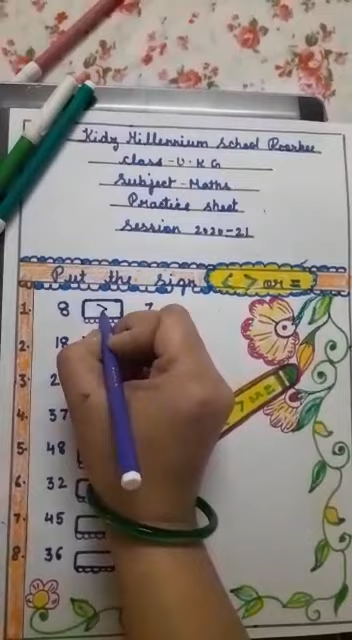 Kidz Millennium School Roorkee
Class - U.K.G
Subject - Maths
Practice sheet
Session 2020-21
Put the sign < > or =
1. 8 > 7
2. 18
3. 2
4. 37
5. 48
6. 32
7. 45
8. 36